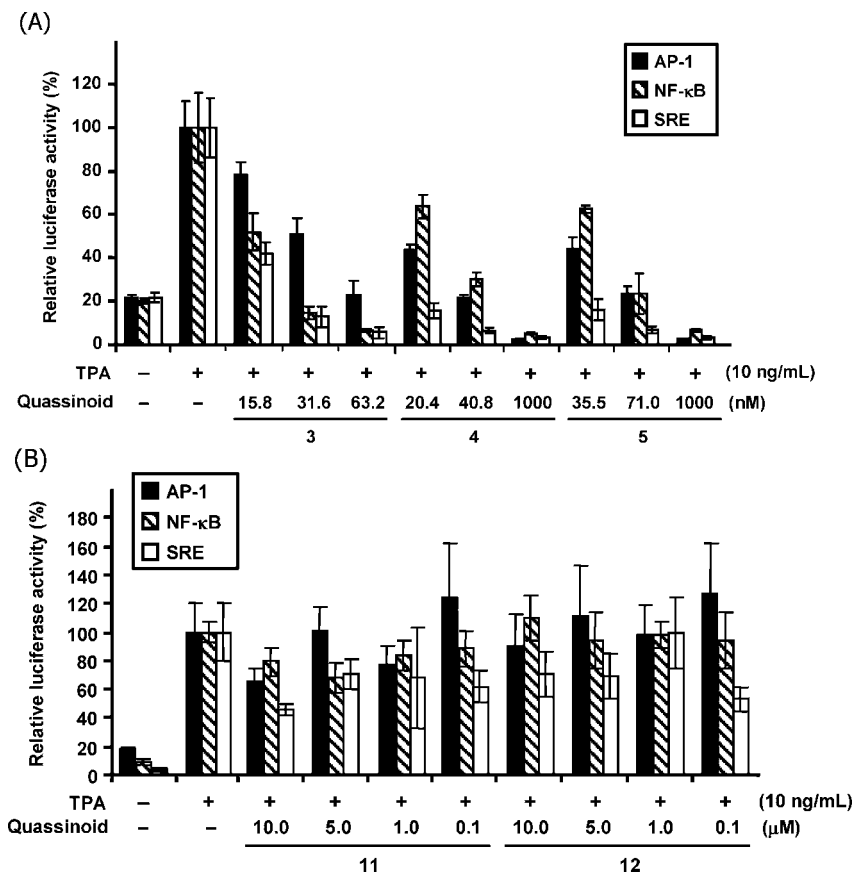 (A)
AP-1
NF-κB
SRE
Relative luciferase activity (%)
120
100
80
60
40
20
0
TPA – + + + + + + + + + + (10 ng/mL)
Quassinoid – – 15.8 31.6 63.2 20.4 40.8 1000 35.5 71.0 1000 (nM)
3 4 5
(B)
AP-1
NF-κB
SRE
Relative luciferase activity (%)
180
160
140
120
100
80
60
40
20
0
TPA – + + + + + + + + + (10 ng/mL)
Quassinoid – – 10.0 5.0 1.0 0.1 10.0 5.0 1.0 0.1 (μM)
11 12